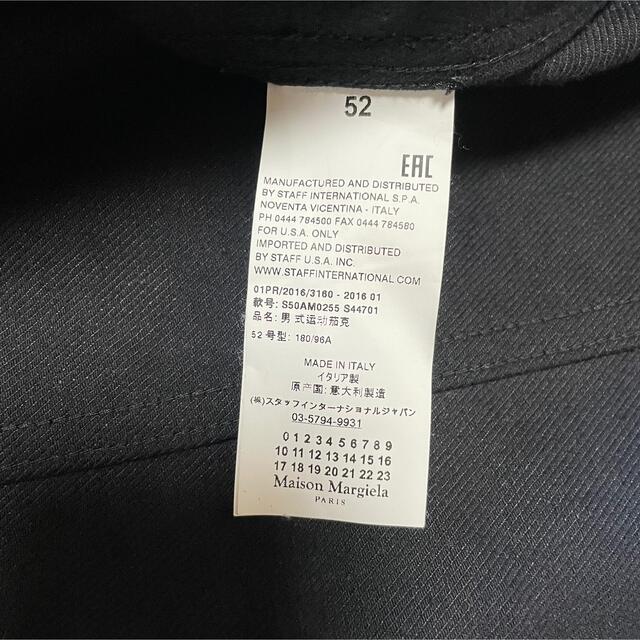 52
EAC
MANUFACTURED AND DISTRIBUTED
BY STAFF INTERNATIONAL S.P.A.
NOVENTA VICENTINA - ITALY
PH 0444 784500 FAX 0444 784580
FOR U.S.A. ONLY
IMPORTED AND DISTRIBUTED
BY STAFF U.S.A. INC.
WWW.STAFFINTERNATIONAL.COM
01PR/2016/3160 - 2016 01
款号: S50AM0255 S44701
品名: 男 式运动茄克
52 号型: 180/96A
MADE IN ITALY
イタリア製
原产国: 意大利製造
(株)スタッフインターナショナルジャパン
03-5794-9931
0 1 2 3 4 5 6 7 8 9
10 11 12 13 14 15 16
17 18 19 20 21 22 23
Maison Margiela
PARIS